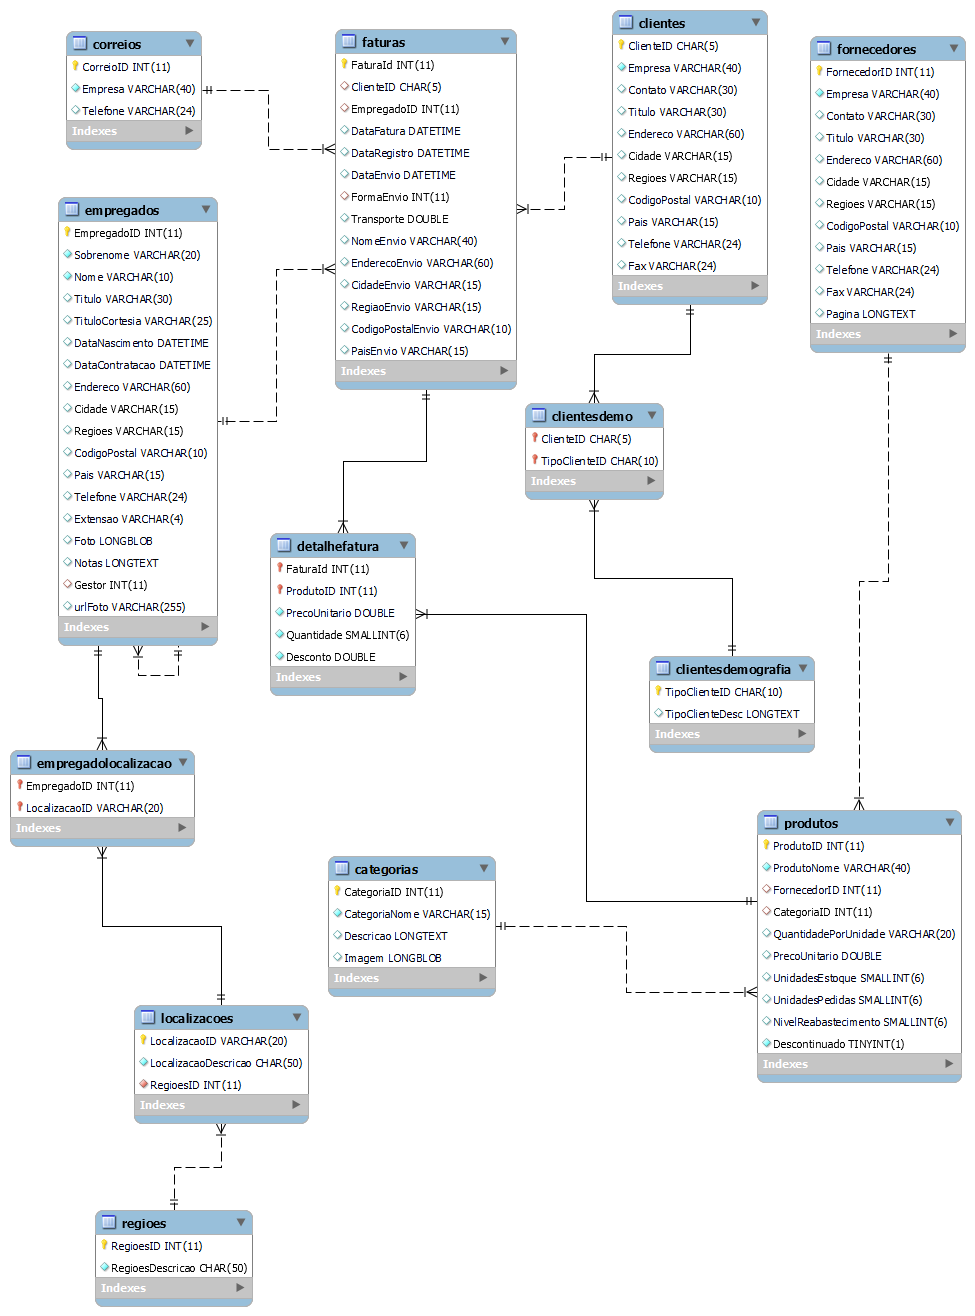 correios
CorreioID INT(11)
Empresa VARCHAR(40)
Telefone VARCHAR(24)
Indexes
faturas
FaturaId INT(11)
ClienteID CHAR(5)
EmpregadoID INT(11)
DataFatura DATETIME
DataRegistro DATETIME
DataEnvio DATETIME
FormaEnvio INT(11)
Transporte DOUBLE
NomeEnvio VARCHAR(40)
EnderecoEnvio VARCHAR(60)
CidadeEnvio VARCHAR(15)
RegiaoEnvio VARCHAR(15)
CodigoPostalEnvio VARCHAR(10)
PaisEnvio VARCHAR(15)
Indexes
clientes
ClienteID CHAR(5)
Empresa VARCHAR(40)
Contato VARCHAR(30)
Titulo VARCHAR(30)
Endereco VARCHAR(60)
Cidade VARCHAR(15)
Regioes VARCHAR(15)
CodigoPostal VARCHAR(10)
Pais VARCHAR(15)
Telefone VARCHAR(24)
Fax VARCHAR(24)
Indexes
fornecedores
FornecedorID INT(11)
Empresa VARCHAR(40)
Contato VARCHAR(30)
Titulo VARCHAR(30)
Endereco VARCHAR(60)
Cidade VARCHAR(15)
Regioes VARCHAR(15)
CodigoPostal VARCHAR(10)
Pais VARCHAR(15)
Telefone VARCHAR(24)
Fax VARCHAR(24)
Pagina LONGTEXT
Indexes
empregados
EmpregadoID INT(11)
Sobrenome VARCHAR(20)
Nome VARCHAR(10)
Titulo VARCHAR(30)
TituloCortesia VARCHAR(25)
DataNascimento DATETIME
DataContratacao DATETIME
Endereco VARCHAR(60)
Cidade VARCHAR(15)
Regioes VARCHAR(15)
CodigoPostal VARCHAR(10)
Pais VARCHAR(15)
Telefone VARCHAR(24)
Extensao VARCHAR(4)
Foto LONGBLOB
Notas LONGTEXT
Gestor INT(11)
urlFoto VARCHAR(255)
Indexes
clientesdemo
ClienteID CHAR(5)
TipoClienteID CHAR(10)
Indexes
detalhefatura
FaturaId INT(11)
ProdutoID INT(11)
PrecoUnitario DOUBLE
Quantidade SMALLINT(6)
Desconto DOUBLE
Indexes
clientesdemografia
TipoClienteID CHAR(10)
TipoClienteDesc LONGTEXT
Indexes
empregadolocalizacao
EmpregadoID INT(11)
LocalizacaoID VARCHAR(20)
Indexes
categorias
CategoriaID INT(11)
CategoriaNome VARCHAR(15)
Descricao LONGTEXT
Imagem LONGBLOB
Indexes
produtos
ProdutoID INT(11)
ProdutoNome VARCHAR(40)
FornecedorID INT(11)
CategoriaID INT(11)
QuantidadePorUnidade VARCHAR(20)
PrecoUnitario DOUBLE
UnidadesEstoque SMALLINT(6)
UnidadesPedidas SMALLINT(6)
NivelReabastecimento SMALLINT(6)
Descontinuado TINYINT(1)
Indexes
localizacoes
LocalizacaoID VARCHAR(20)
LocalizacaoDescricao CHAR(50)
RegioesID INT(11)
Indexes
regioes
RegioesID INT(11)
RegioesDescricao CHAR(50)
Indexes